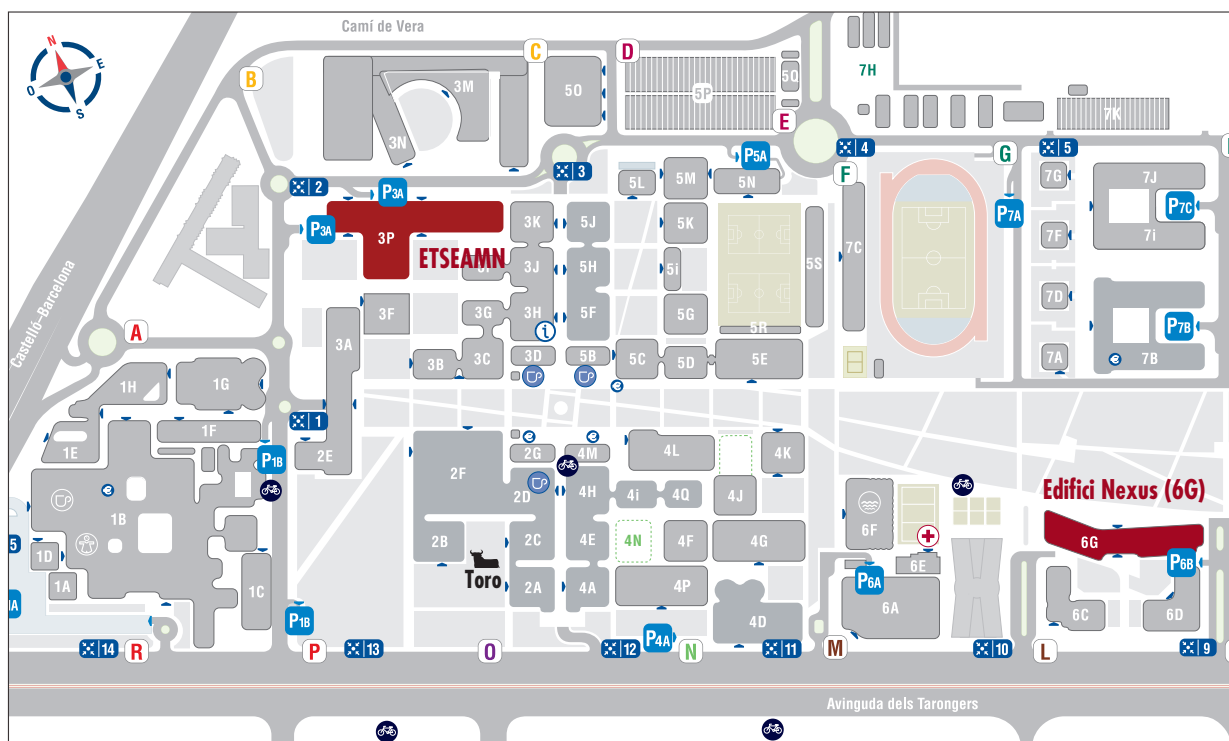 Camí de Vera
N
E
S
O
B
C
D
3M
3N
5O
5P
5Q
7H
7K
E
2
3
4
5
G
F
P3A
P3A
P5A
P7A
P7C
P7B
3P
ETSEAMN
3K
3J
3I
3H
3G
3F
3A
3B
3C
3D
i
5J
5H
5F
5B
5L
5M
5N
5K
5i
5G
5R
5S
5C
5D
5E
7C
7G
7F
7D
7A
7J
7i
7B
Castelló–Barcelona
A
1H
1G
1F
1E
1
2E
P1B
1B
1D
1A
1C
P1B
2F
2G
2D
2B
2C
2A
Toro
4M
4H
4i
4Q
4E
4A
4N
4L
4K
4J
4F
4G
4P
4D
6F
6E
6A
P6A
Edifici Nexus (6G)
6G
P6B
6C
6D
14
R
P
13
O
12
P4A
N
11
M
10
L
9
Avinguda dels Tarongers